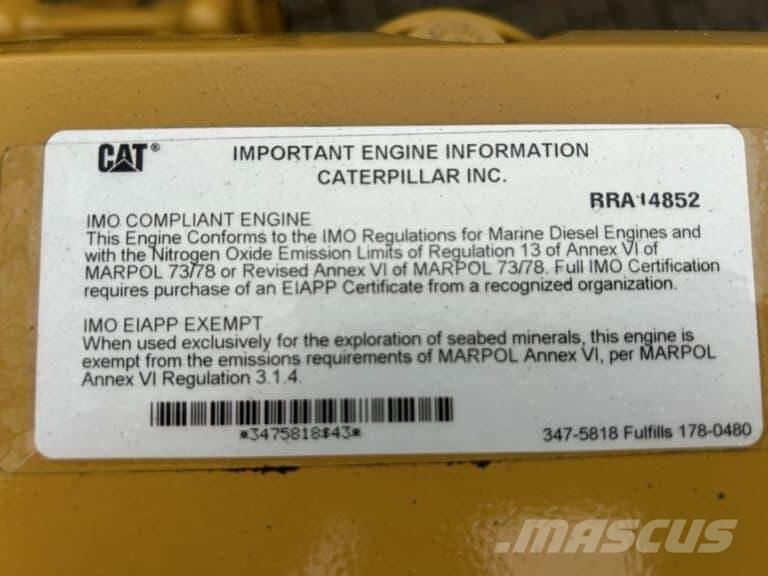 CAT®
IMPORTANT ENGINE INFORMATION
CATERPILLAR INC.
RRA14852
IMO COMPLIANT ENGINE
This Engine Conforms to the IMO Regulations for Marine Diesel Engines and
with the Nitrogen Oxide Emission Limits of Regulation 13 of Annex VI of
MARPOL 73/78 or Revised Annex VI of MARPOL 73/78. Full IMO Certification
requires purchase of an EIAPP Certificate from a recognized organization.
IMO EIAPP EXEMPT
When used exclusively for the exploration of seabed minerals, this engine is
exempt from the emissions requirements of MARPOL Annex VI, per MARPOL
Annex VI Regulation 3.1.4.
*3475818$43*
347-5818 Fulfills 178-0480
MASCUS